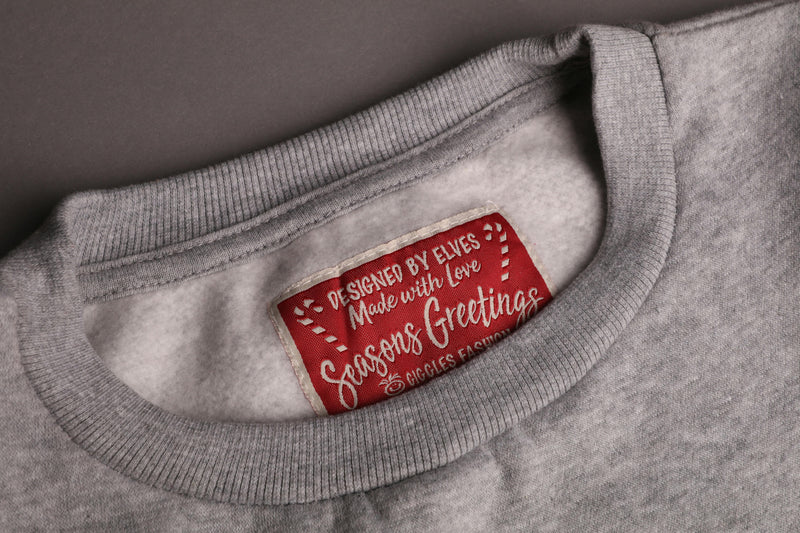 DESIGNED BY ELVES
Made with Love
Seasons Greetings
GIGGLES FASHION